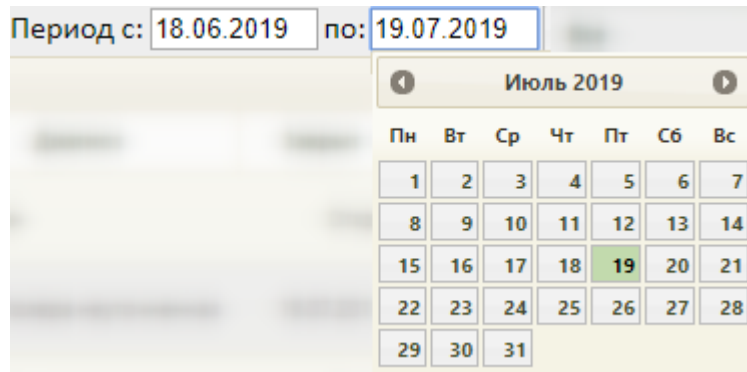 Период с: 18.06.2019 по: 19.07.2019
Июль 2019
Пн Вт Ср Чт Пт Сб Вс
1 2 3 4 5 6 7
8 9 10 11 12 13 14
15 16 17 18 19 20 21
22 23 24 25 26 27 28
29 30 31